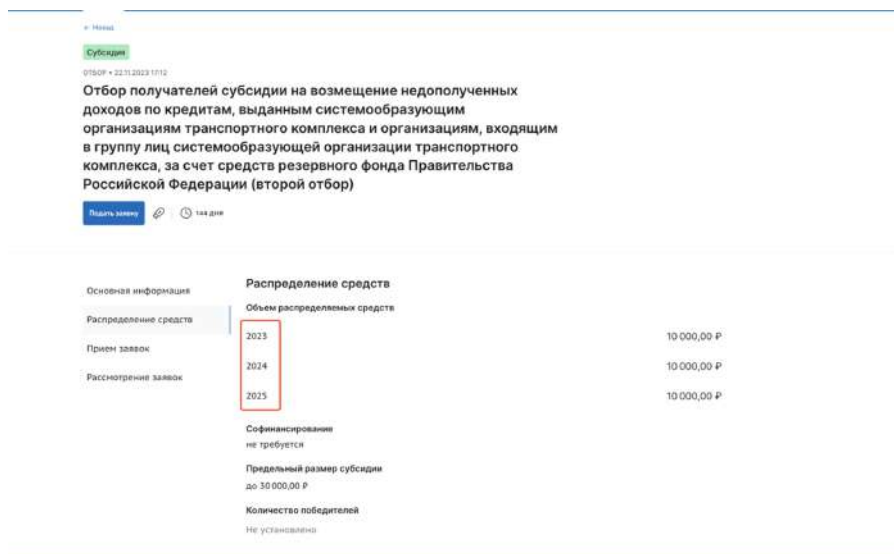 ← Назад
Субсидия
ОТБОР • 22.11.2023 17:12
Отбор получателей субсидии на возмещение недополученных
доходов по кредитам, выданным системообразующим
организациям транспортного комплекса и организациям, входящим
в группу лиц системообразующей организации транспортного
комплекса, за счет средств резервного фонда Правительства
Российской Федерации (второй отбор)
Подать заявку
144 дня
Основная информация
Распределение средств
Прием заявок
Рассмотрение заявок
Распределение средств
Объем распределяемых средств
2023 10 000,00 ₽
2024 10 000,00 ₽
2025 10 000,00 ₽
Софинансирование
не требуется
Предельный размер субсидии
до 30 000,00 ₽
Количество победителей
Не установлено